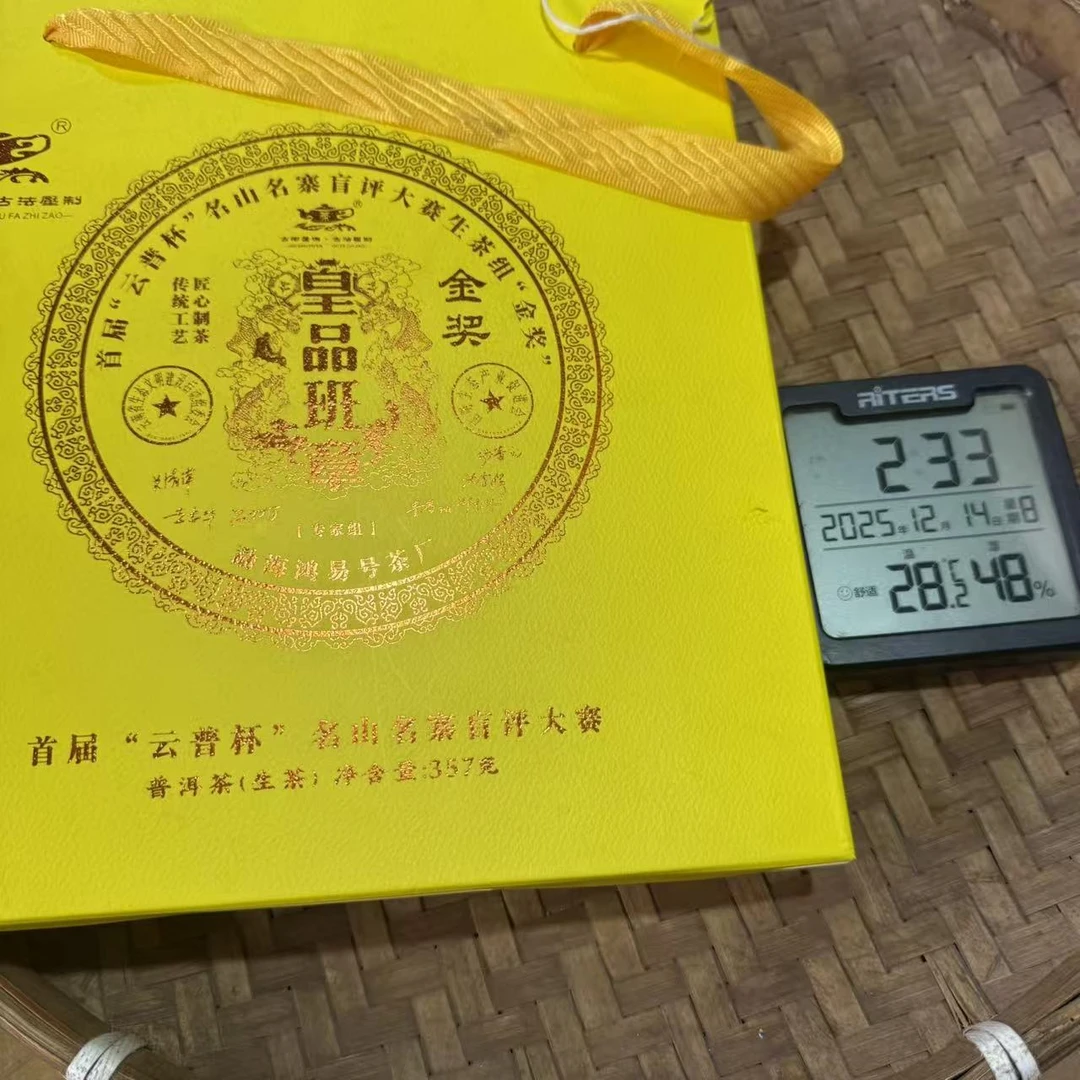 ®
古法壓制
U FA ZHI ZAO
首届“云普杯”名山名寨盲评大赛生茶组“金奖”
®
匠心制茶
传统工艺
皇品班章
金奖
[专家组]
勐海鸿易号茶厂
首届“云普杯”名山名寨盲评大赛
普洱茶(生茶) 净含量:357克
RITERS
2:33
2025年12月14日星期8
28.2℃ 48%
舒适